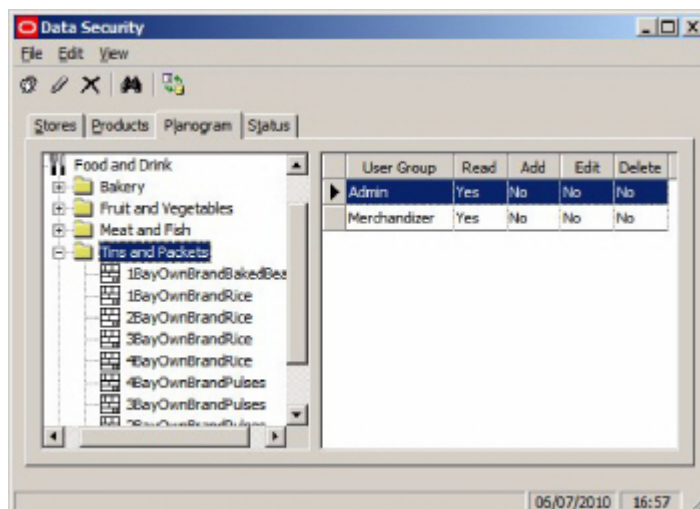 Data Security
File Edit View
Stores Products Planogram Status
Food and Drink
Bakery
Fruit and Vegetables
Meat and Fish
Tins and Packets
1BayOwnBrandBakedBea
1BayOwnBrandRice
2BayOwnBrandRice
3BayOwnBrandRice
4BayOwnBrandRice
4BayOwnBrandPulses
3BayOwnBrandPulses
2BayOwnBrandPulses
User Group Read Add Edit Delete
Admin Yes No No No
Merchandizer Yes No No No
06/07/2010 16:57